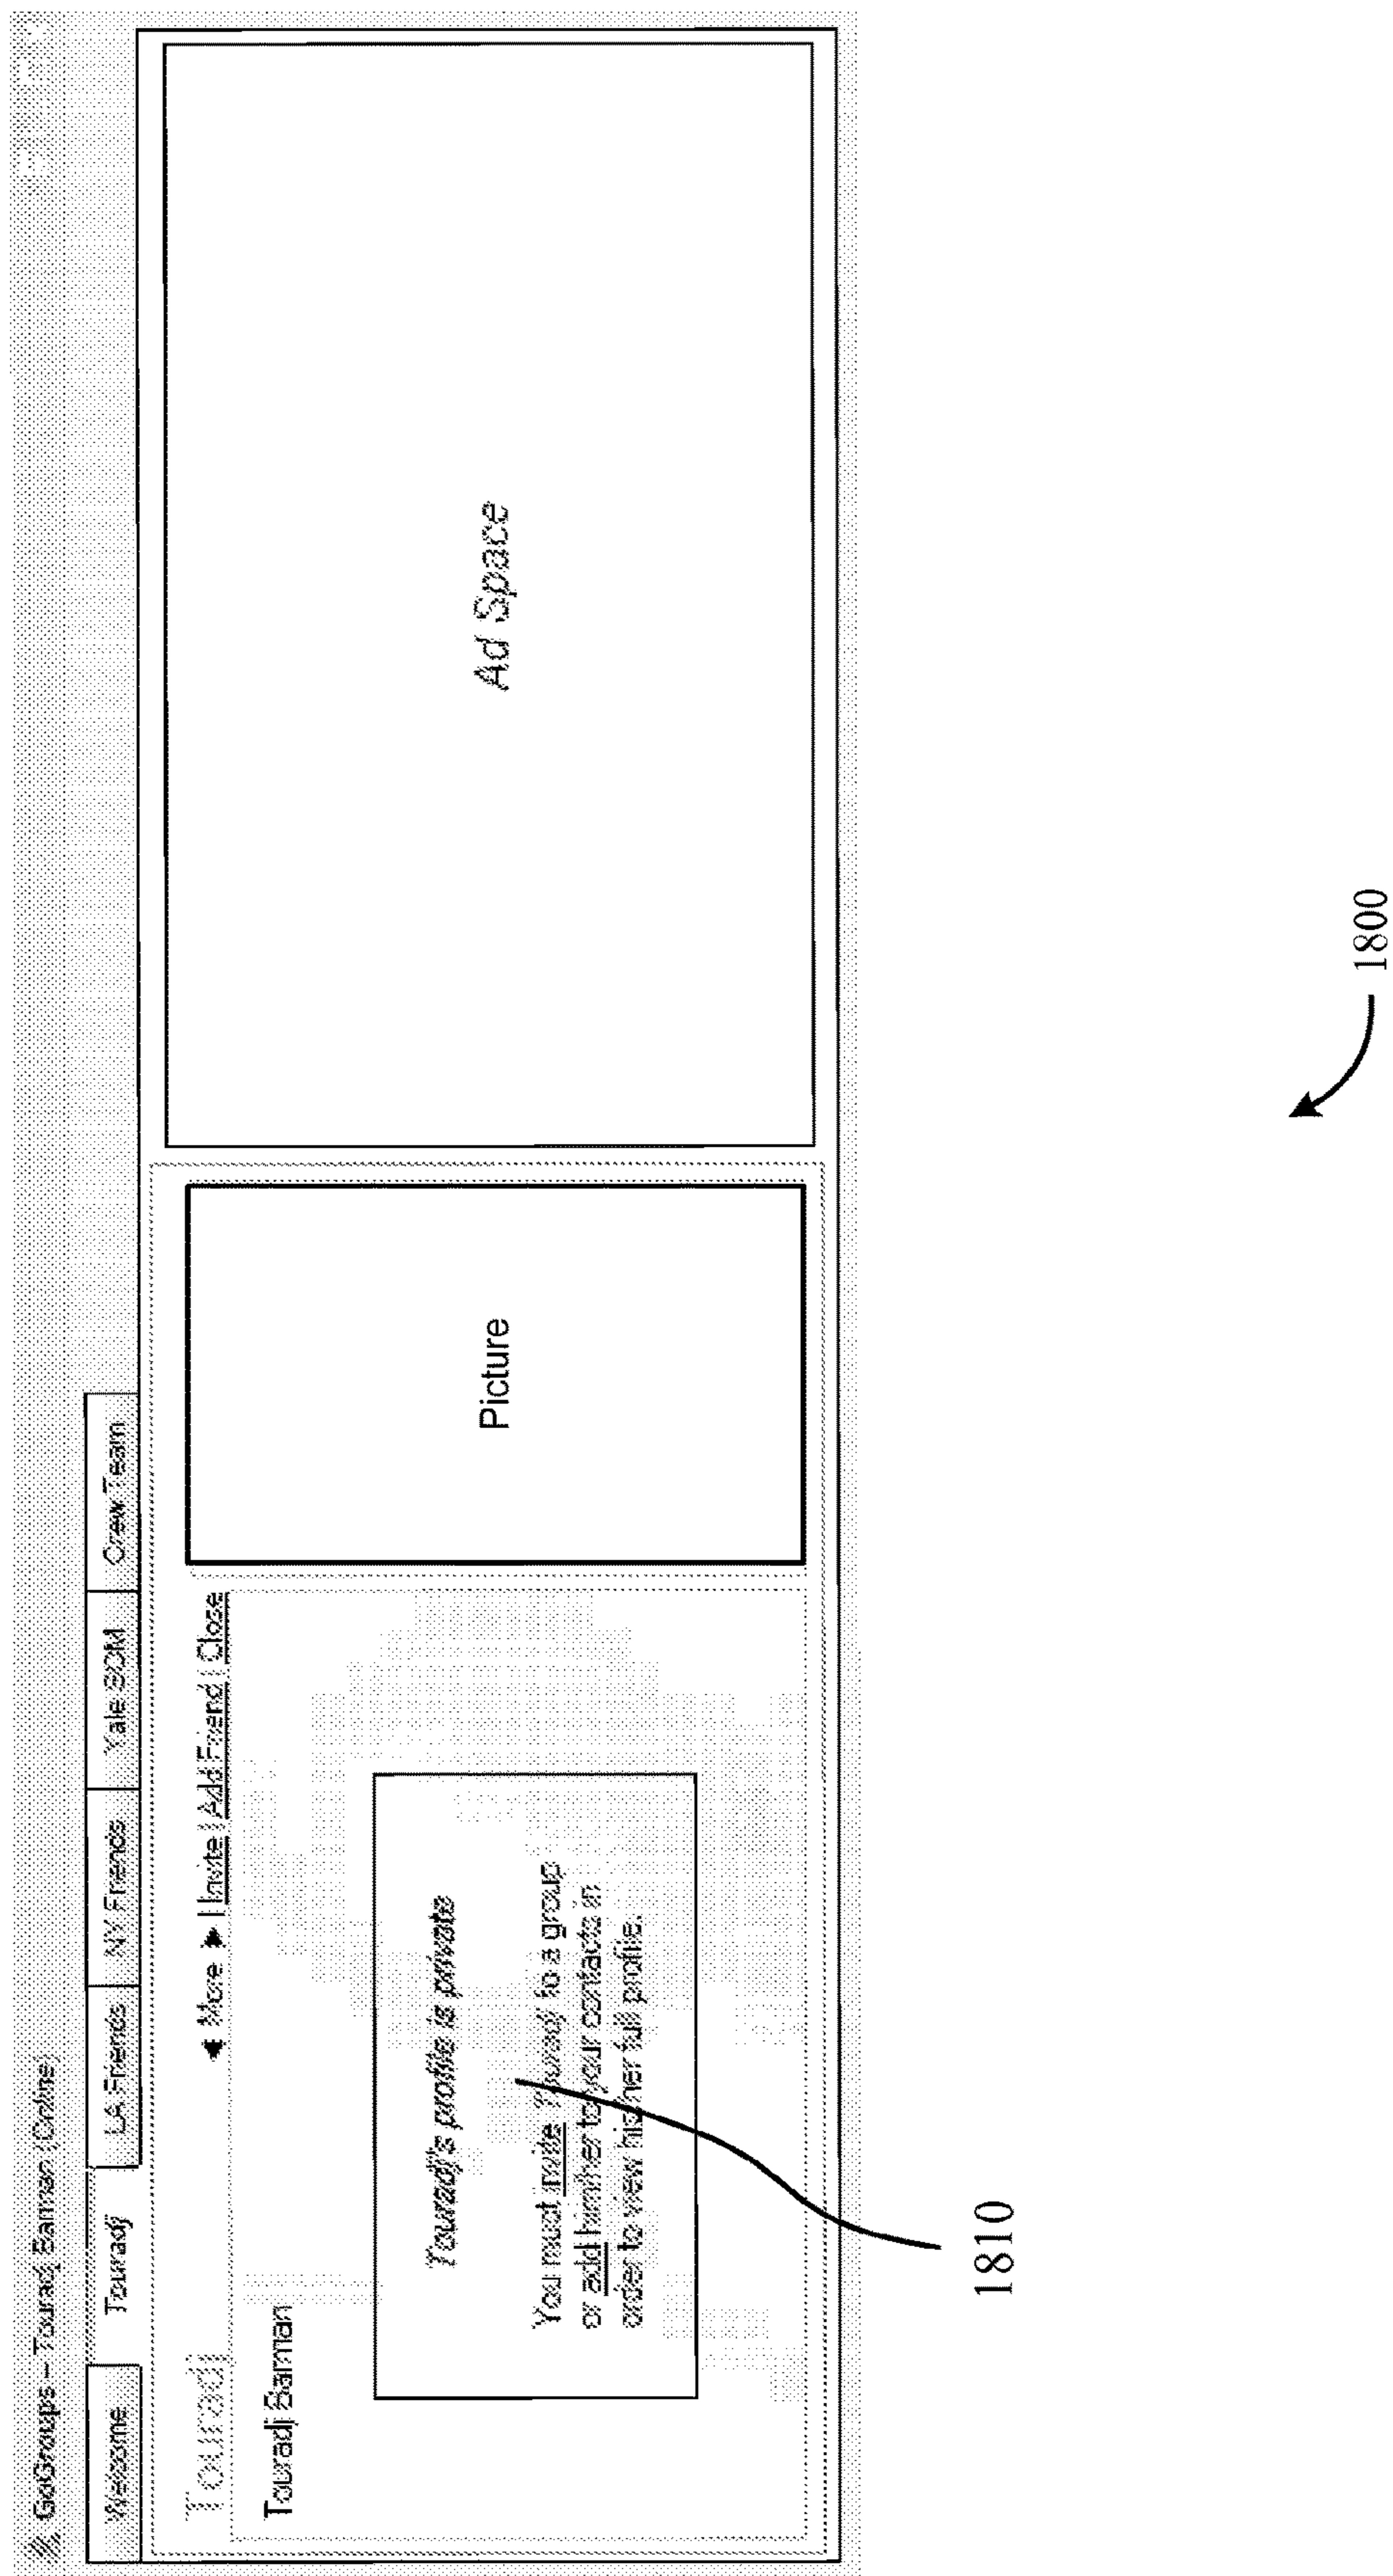 GoGroups – Touradj Barman (Online)
Welcome
Touradj
LA Friends
NY Friends
Yale SOM
Crew Team
Touradj
◀ More ▶ | Invite | Add Friend | Close
Touradj Barman
Touradj's profile is private
You must invite Touradj to a group
or add him/her to your contacts in
order to view his/her full profile.
Picture
Ad Space
1810
1800